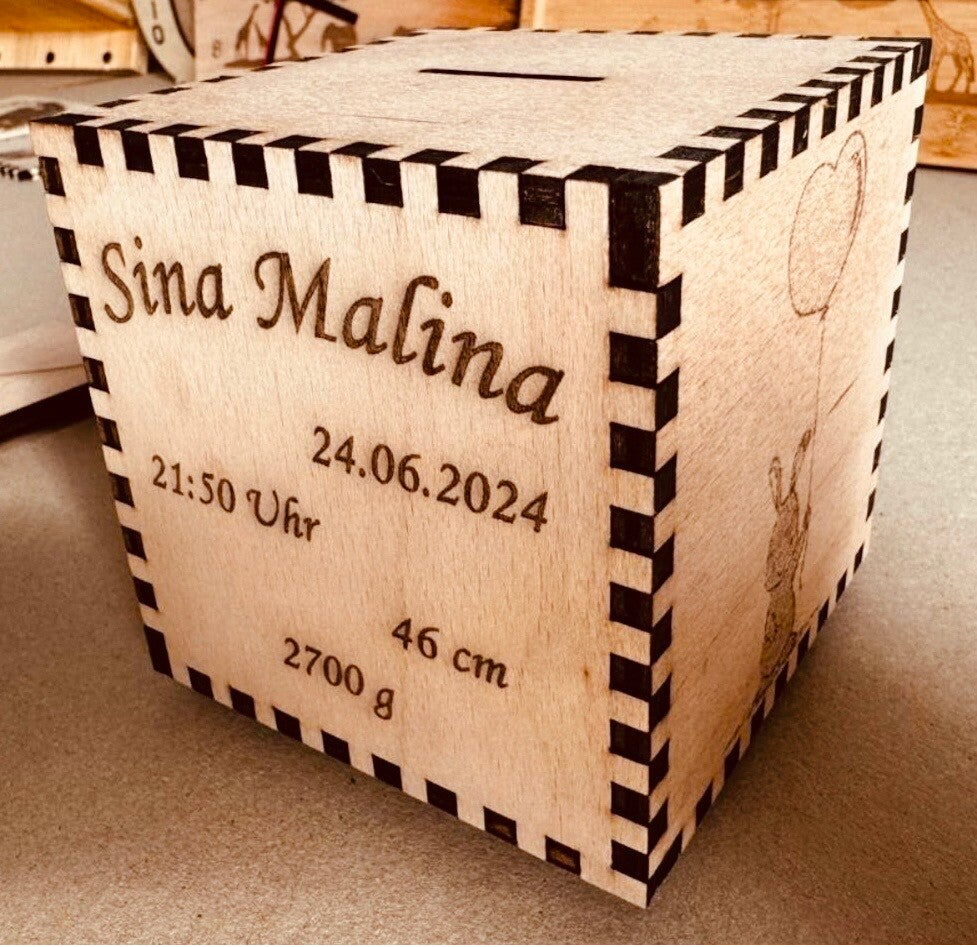 Sina Malina
24.06.2024
21:50 Uhr
46 cm
2700 g